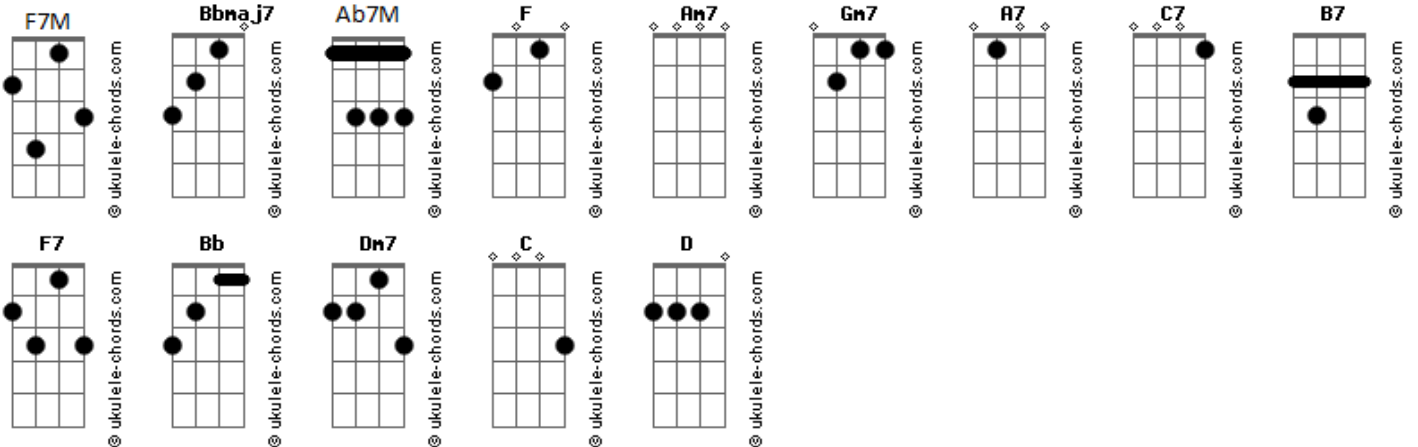 F7M Bbmaj7 Ab7M F Am7 Gm7 A7 C7 B7
© ukulele-chords.com © ukulele-chords.com © ukulele-chords.com © ukulele-chords.com © ukulele-chords.com © ukulele-chords.com © ukulele-chords.com © ukulele-chords.com © ukulele-chords.com
F7 Bb Dm7 C D
© ukulele-chords.com © ukulele-chords.com © ukulele-chords.com © ukulele-chords.com © ukulele-chords.com